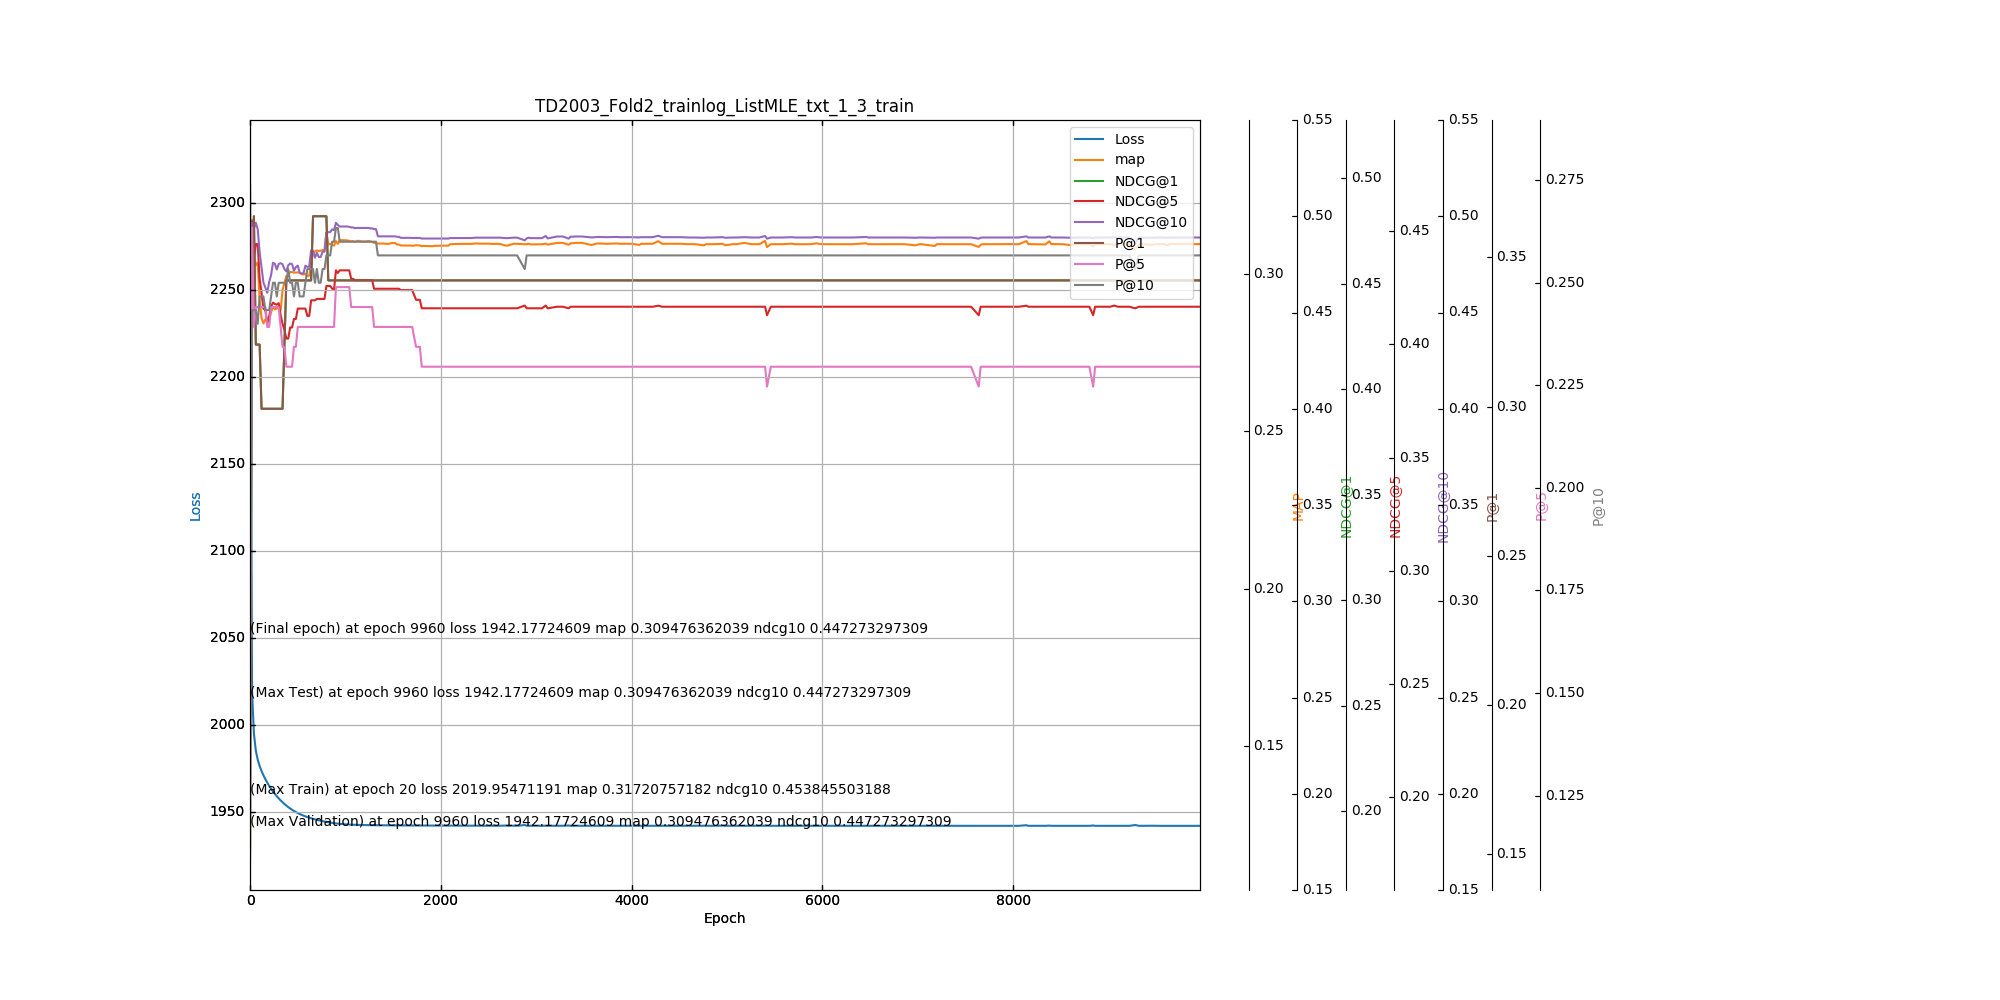 TD2003_Fold2_trainlog_ListMLE_txt_1_3_train
Loss
map
NDCG@1
NDCG@5
NDCG@10
P@1
P@5
P@10
2300
2250
2200
2150
2100
2050
2000
1950
Loss
(Final epoch) at epoch 9960 loss 1942.17724609 map 0.309476362039 ndcg10 0.447273297309
(Max Test) at epoch 9960 loss 1942.17724609 map 0.309476362039 ndcg10 0.447273297309
(Max Train) at epoch 20 loss 2019.95471191 map 0.31720757182 ndcg10 0.453845503188
(Max Validation) at epoch 9960 loss 1942.17724609 map 0.309476362039 ndcg10 0.447273297309
0 2000 4000 6000 8000
Epoch
0.30
0.25
0.20
0.15
MAP
0.55
0.50
0.45
0.40
0.35
0.30
0.25
0.20
0.15
NDCG@1
0.50
0.45
0.40
0.35
0.30
0.25
0.20
NDCG@5
0.45
0.40
0.35
0.30
0.25
0.20
NDCG@10
0.55
0.50
0.45
0.40
0.35
0.30
0.25
0.20
0.15
P@1
0.35
0.30
0.25
0.20
0.15
P@5
0.275
0.250
0.225
0.200
0.175
0.150
0.125
P@10